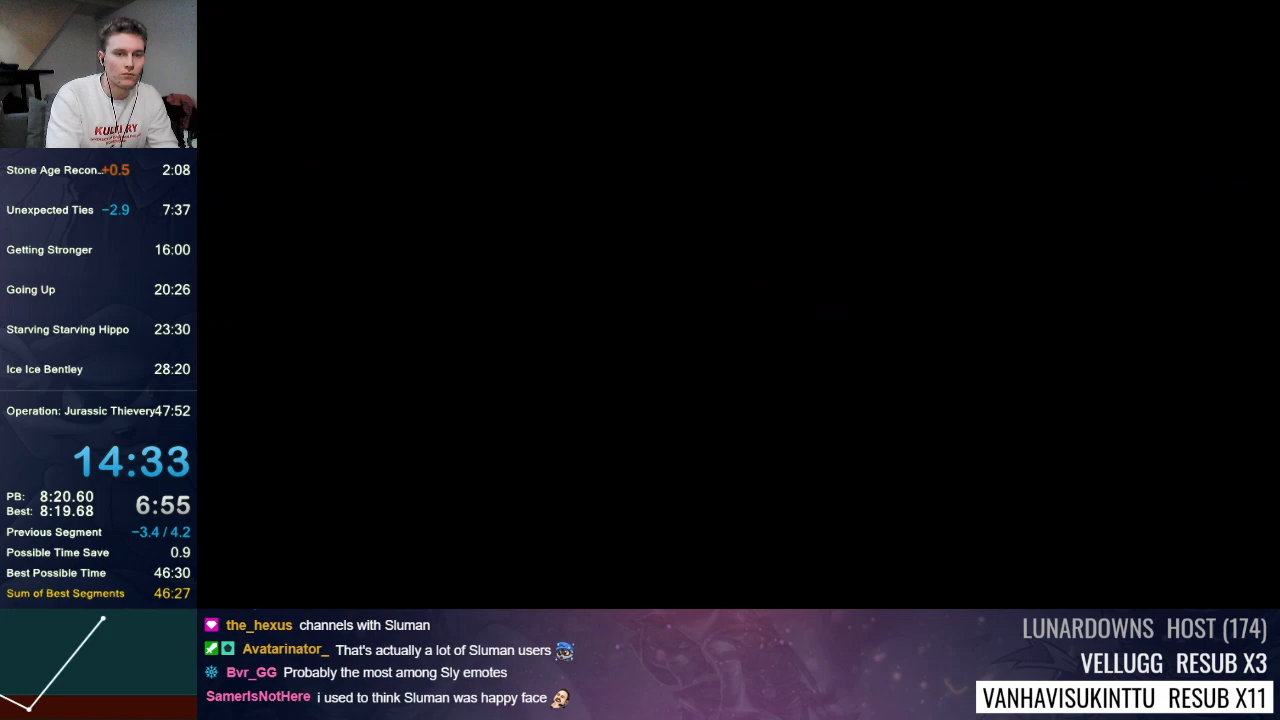 Stone Age Recon… +0.5 2:08
Unexpected Ties −2.9 7:37
Getting Stronger 16:00
Going Up 20:26
Starving Starving Hippo 23:30
Ice Ice Bentley 28:20
Operation: Jurassic Thievery 47:52
14:33
PB: 8:20.60
Best: 8:19.68
6:55
Previous Segment −3.4 / 4.2
Possible Time Save 0.9
Best Possible Time 46:30
Sum of Best Segments 46:27
the_hexus channels with Sluman
Avatarinator_ That's actually a lot of Sluman users
Bvr_GG Probably the most among Sly emotes
SamerIsNotHere i used to think Sluman was happy face
LUNARDOWNS HOST (174)
VELLUGG RESUB X3
VANHAVISUKINTTU RESUB X11